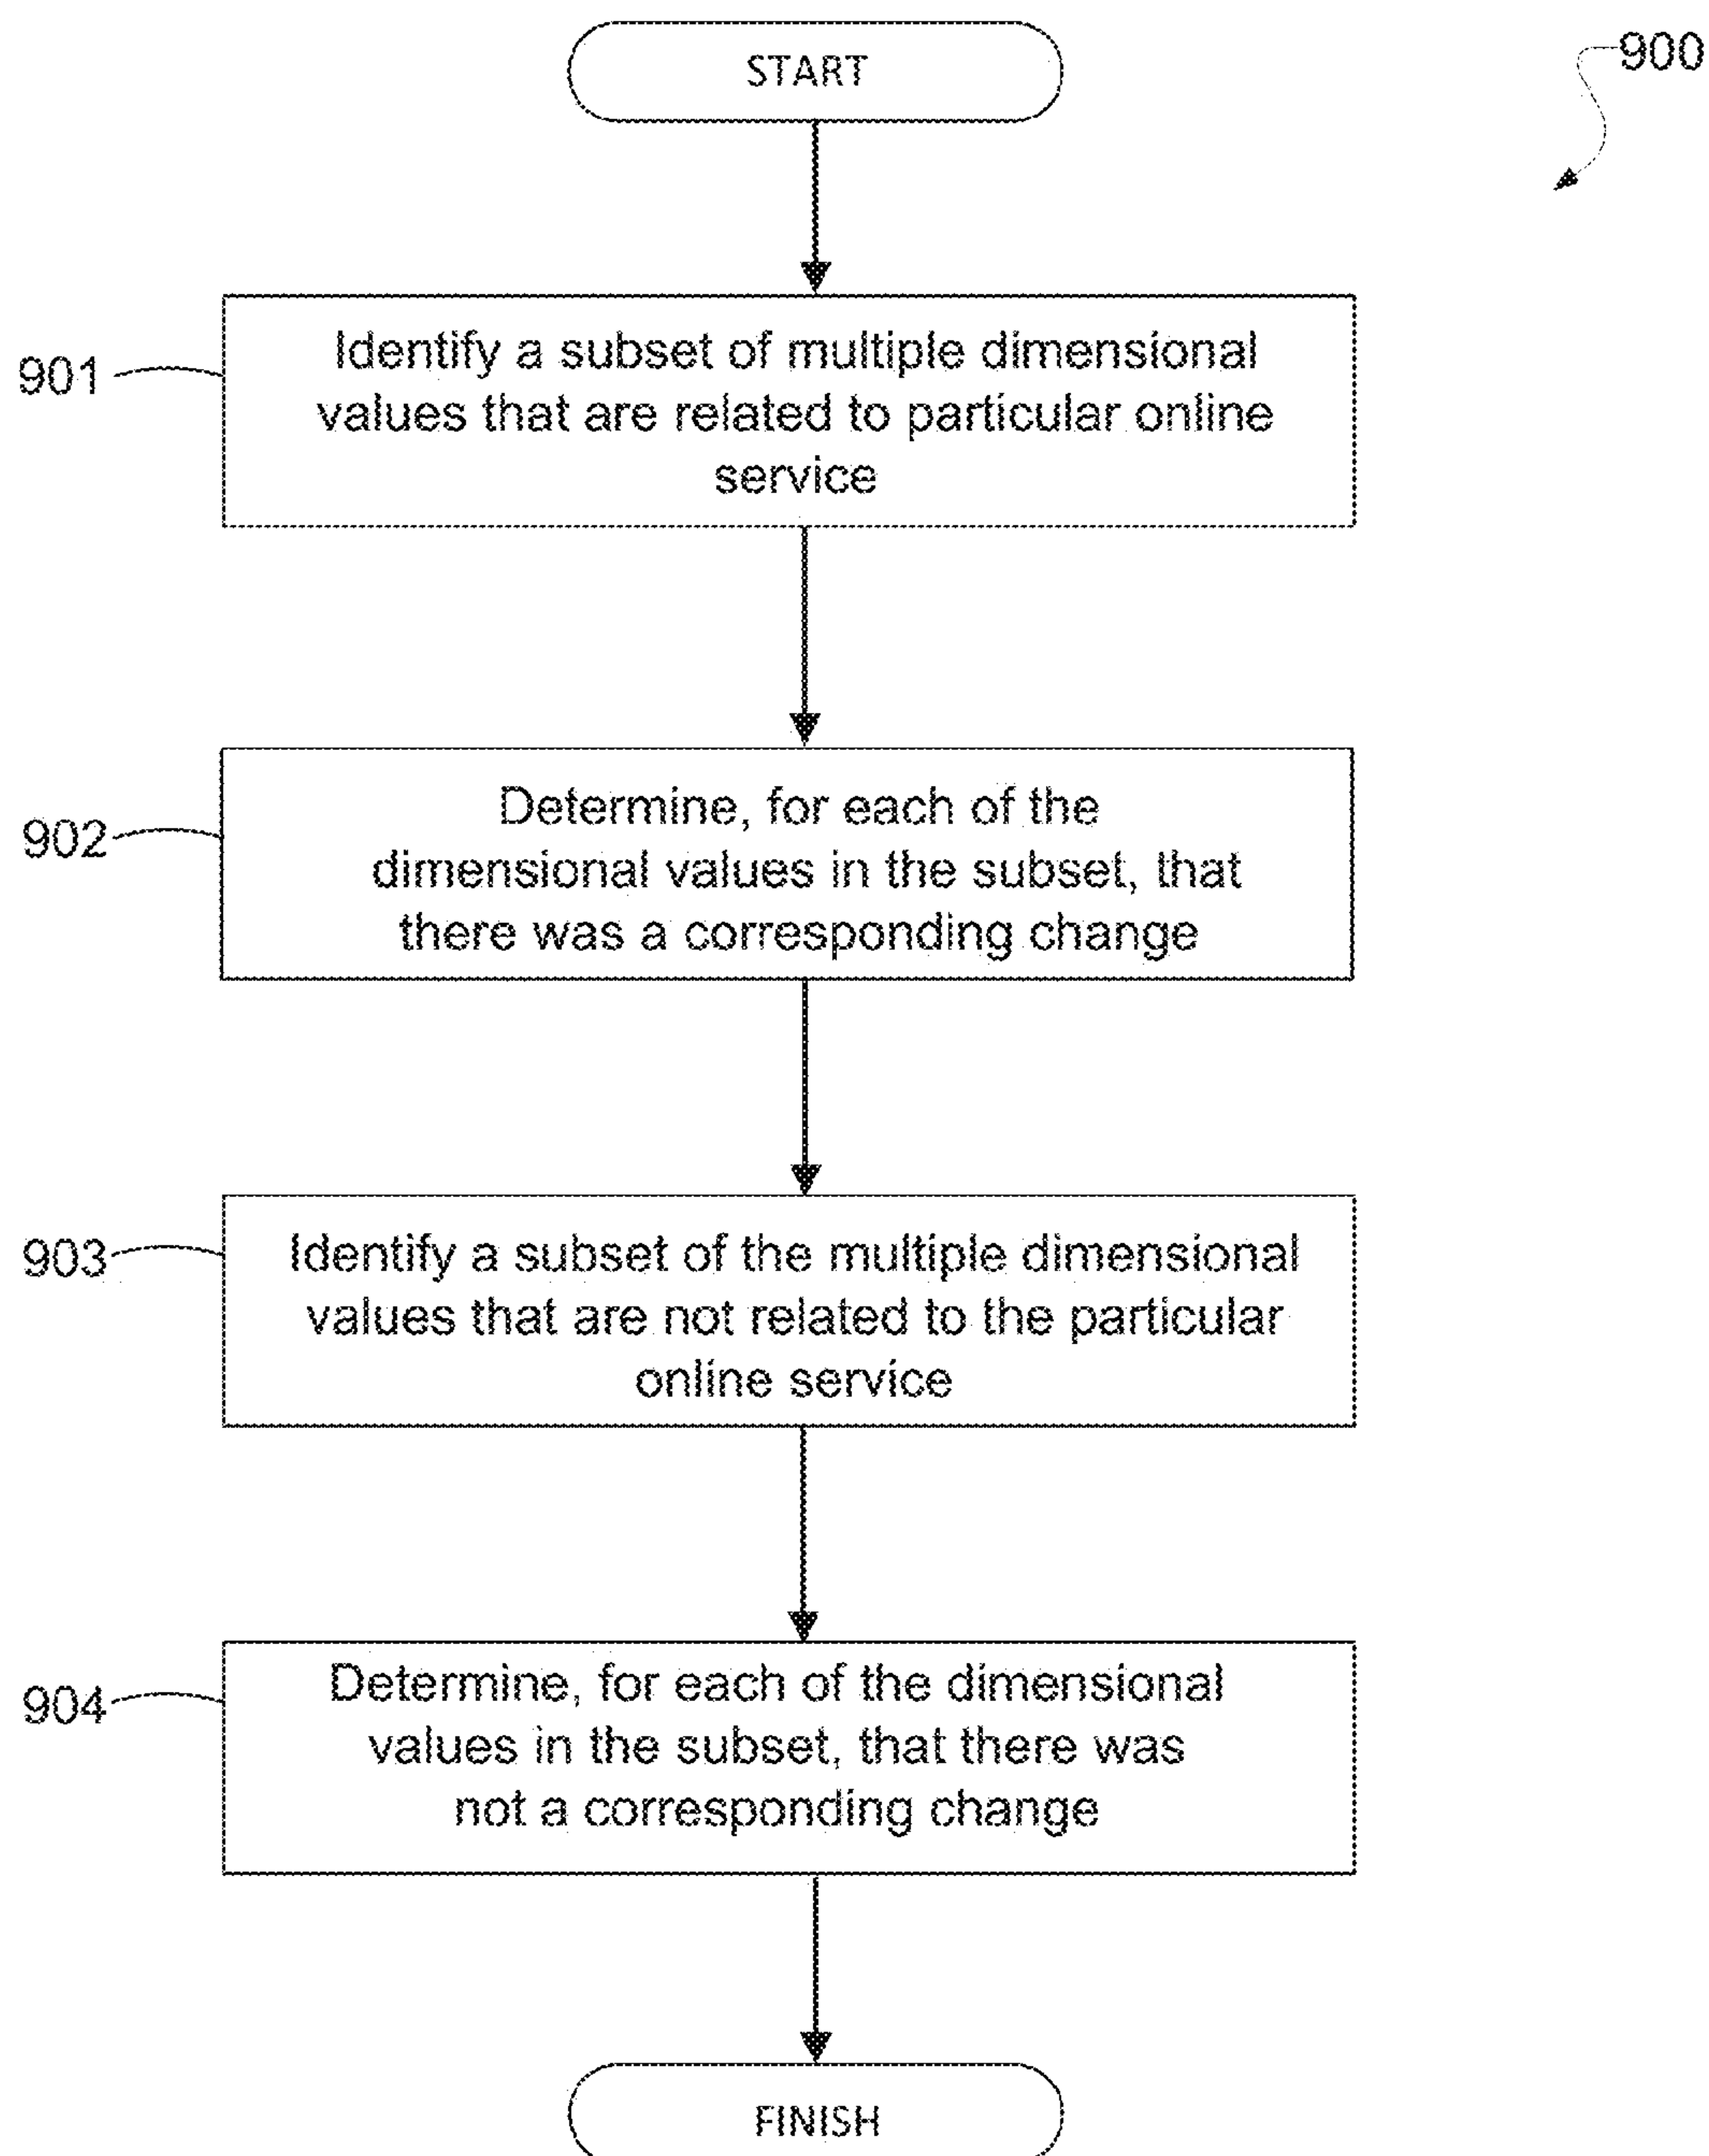 START
900
901
Identify a subset of multiple dimensional
values that are related to particular online
service
902
Determine, for each of the
dimensional values in the subset, that
there was a corresponding change
903
Identify a subset of the multiple dimensional
values that are not related to the particular
online service
904
Determine, for each of the dimensional
values in the subset, that there was
not a corresponding change
FINISH